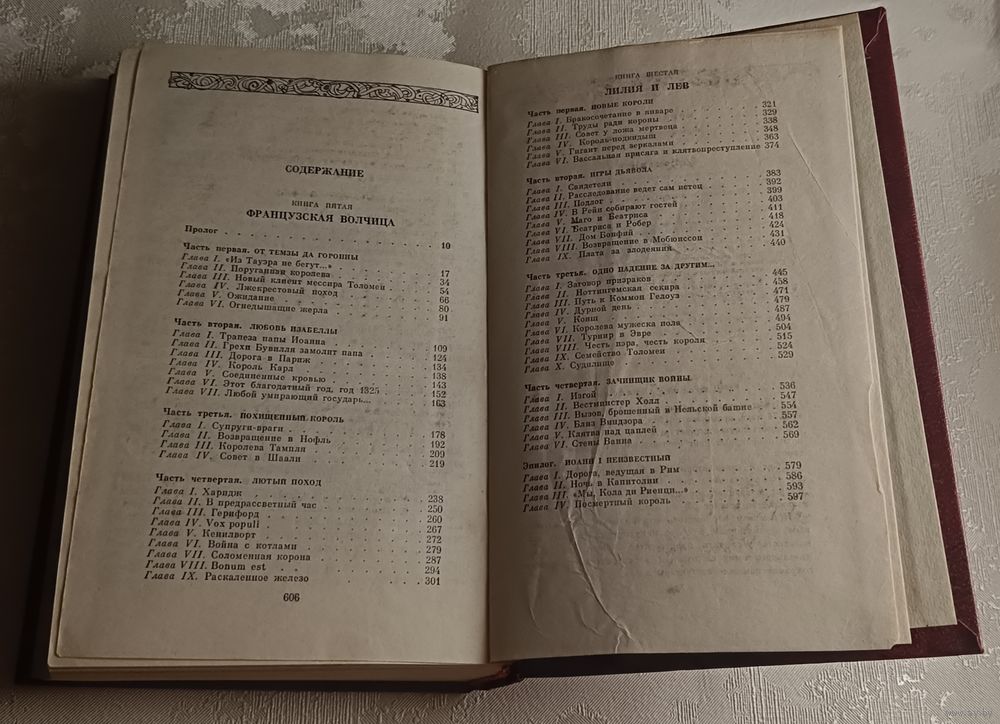 СОДЕРЖАНИЕ
КНИГА ПЯТАЯ
ФРАНЦУЗСКАЯ ВОЛЧИЦА
Пролог . . . 10
Часть первая. ОТ ТЕМЗЫ ДА ГОРОННЫ
Глава I. «Из Тауэра не бегут...» . . . 17
Глава II. Поруганная королева . . . 34
Глава III. Новый клиент мессира Толомеи . . . 54
Глава IV. Лжекрестовый поход . . . 66
Глава V. Ожидание . . . 80
Глава VI. Огнедышащие жерла . . . 91
Часть вторая. ЛЮБОВЬ ИЗАБЕЛЛЫ
Глава I. Трапеза папы Иоанна . . . 109
Глава II. Грехи Бувилля замолит папа . . . 124
Глава III. Дорога в Париж . . . 134
Глава IV. Король Карл . . . 138
Глава V. Соединенные кровью . . . 143
Глава VI. Этот благодатный год, год 1325 . . . 152
Глава VII. Любой умирающий государь... . . . 163
Часть третья. ПОХИЩЕННЫЙ КОРОЛЬ
Глава I. Супруги-враги . . . 178
Глава II. Возвращение в Нофль . . . 192
Глава III. Королева Тампля . . . 209
Глава IV. Совет в Шаали . . . 219
Часть четвертая. ЛЮТЫЙ ПОХОД
Глава I. Харидж . . . 238
Глава II. В предрассветный час . . . 250
Глава III. Герифорд . . . 260
Глава IV. Vox populi . . . 267
Глава V. Кенилворт . . . 272
Глава VI. Война с котлами . . . 279
Глава VII. Соломенная корона . . . 287
Глава VIII. Bonum est . . . 294
Глава IX. Раскаленное железо . . . 301
606
КНИГА ШЕСТАЯ
ЛИЛИЯ И ЛЕВ
Часть первая. НОВЫЕ КОРОЛИ
Глава I. Бракосочетание в январе . . . 321
Глава II. Труды ради короны . . . 329
Глава III. Совет у ложа мертвеца . . . 338
Глава IV. Король-подкидыш . . . 348
Глава V. Гигант перед зеркалами . . . 363
Глава VI. Вассальная присяга и клятвопреступление 374
Часть вторая. ИГРЫ ДЬЯВОЛА
Глава I. Свидетели . . . 383
Глава II. Расследование ведет сам истец . . . 392
Глава III. Подлог . . . 399
Глава IV. В Рейи собирают гостей . . . 403
Глава V. Маго и Беатриса . . . 411
Глава VI. Беатриса и Робер . . . 418
Глава VII. Дом Бонфий . . . 424
Глава VIII. Возвращение в Мобюиссон . . . 431
Глава IX. Плата за злодеяния . . . 440
Часть третья. ОДНО ПАДЕНИЕ ЗА ДРУГИМ...
Глава I. Заговор призраков . . . 445
Глава II. Ноттингемская секира . . . 458
Глава III. Путь к Коммон Гелоуз . . . 471
Глава IV. Дурной день . . . 479
Глава V. Конш . . . 487
Глава VI. Королева мужеска пола . . . 494
Глава VII. Турнир в Эвре . . . 504
Глава VIII. Честь пэра, честь короля . . . 515
Глава IX. Семейство Толомеи . . . 524
Глава X. Судилище . . . 529
Часть четвертая. ЗАЧИНЩИК ВОЙНЫ
Глава I. Изгой . . . 536
Глава II. Вестминстер Холл . . . 547
Глава III. Вызов, брошенный и Нельской башне . . . 554
Глава IV. Близ Виндзора . . . 557
Глава V. Клятва над цаплей . . . 562
Глава VI. Стены Ванна . . . 569
Эпилог. ИОАНН I НЕИЗВЕСТНЫЙ
Глава I. Дорога, ведущая в Рим . . . 579
Глава II. Ночь в Капитолии . . . 586
Глава III. «Мы, Кола ди Риенци...» . . . 593
Глава IV. Посмертный король . . . 597